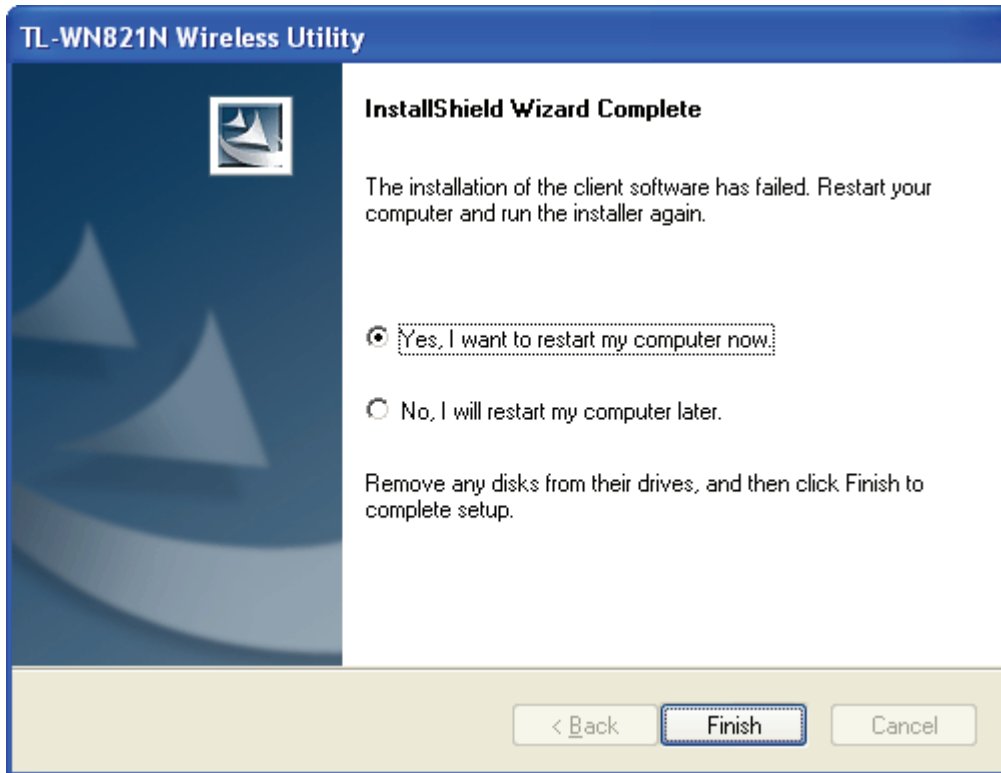 TL-WN821N Wireless Utility
InstallShield Wizard Complete
The installation of the client software has failed. Restart your
computer and run the installer again.
Yes, I want to restart my computer now.
No, I will restart my computer later.
Remove any disks from their drives, and then click Finish to
complete setup.
< Back
Finish
Cancel